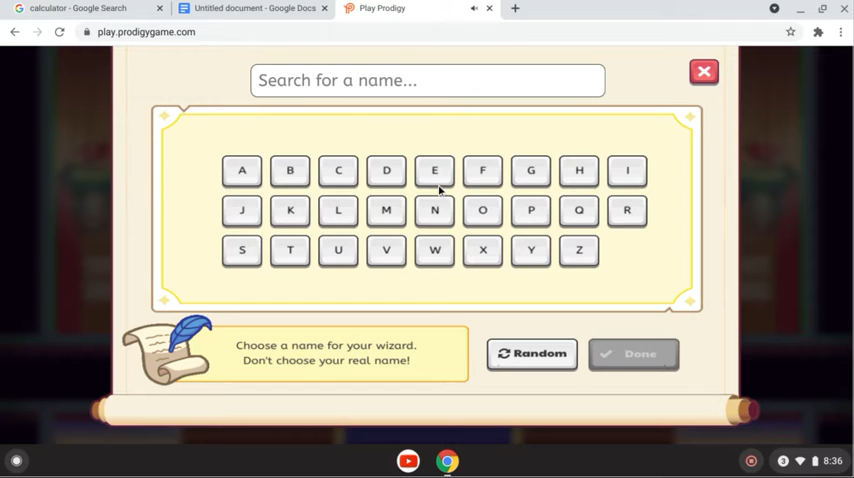 calculator - Google Search
Untitled document - Google Docs
Play Prodigy
play.prodigygame.com
Search for a name...
A B C D E F G H I
J K L M N O P Q R
S T U V W X Y Z
Choose a name for your wizard.
Don't choose your real name!
Random
Done
3
8:36